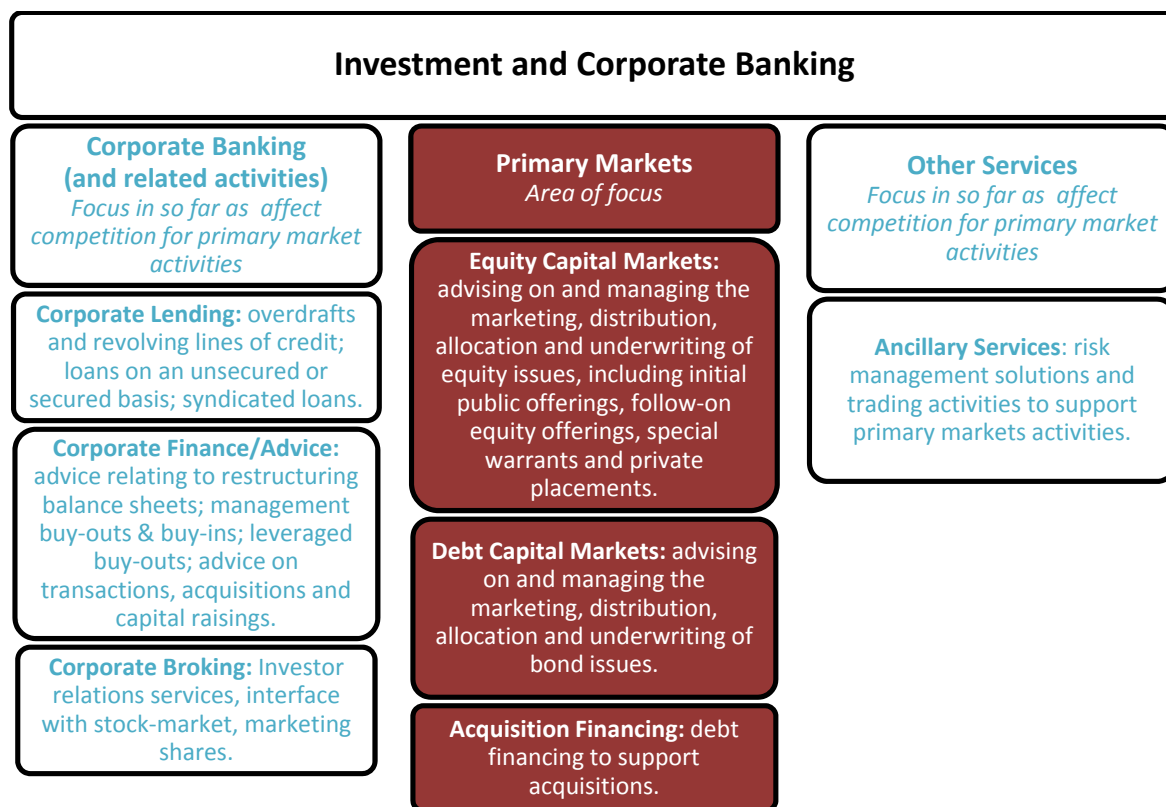 Investment and Corporate Banking
Corporate Banking
(and related activities)
Focus in so far as affect
competition for primary market
activities
Corporate Lending: overdrafts
and revolving lines of credit;
loans on an unsecured or
secured basis; syndicated loans.
Corporate Finance/Advice:
advice relating to restructuring
balance sheets; management
buy-outs & buy-ins; leveraged
buy-outs; advice on
transactions, acquisitions and
capital raisings.
Corporate Broking: Investor
relations services, interface
with stock-market, marketing
shares.
Primary Markets
Area of focus
Equity Capital Markets:
advising on and managing the
marketing, distribution,
allocation and underwriting of
equity issues, including initial
public offerings, follow-on
equity offerings, special
warrants and private
placements.
Debt Capital Markets: advising
on and managing the
marketing, distribution,
allocation and underwriting of
bond issues.
Acquisition Financing: debt
financing to support
acquisitions.
Other Services
Focus in so far as affect
competition for primary market
activities
Ancillary Services: risk
management solutions and
trading activities to support
primary markets activities.